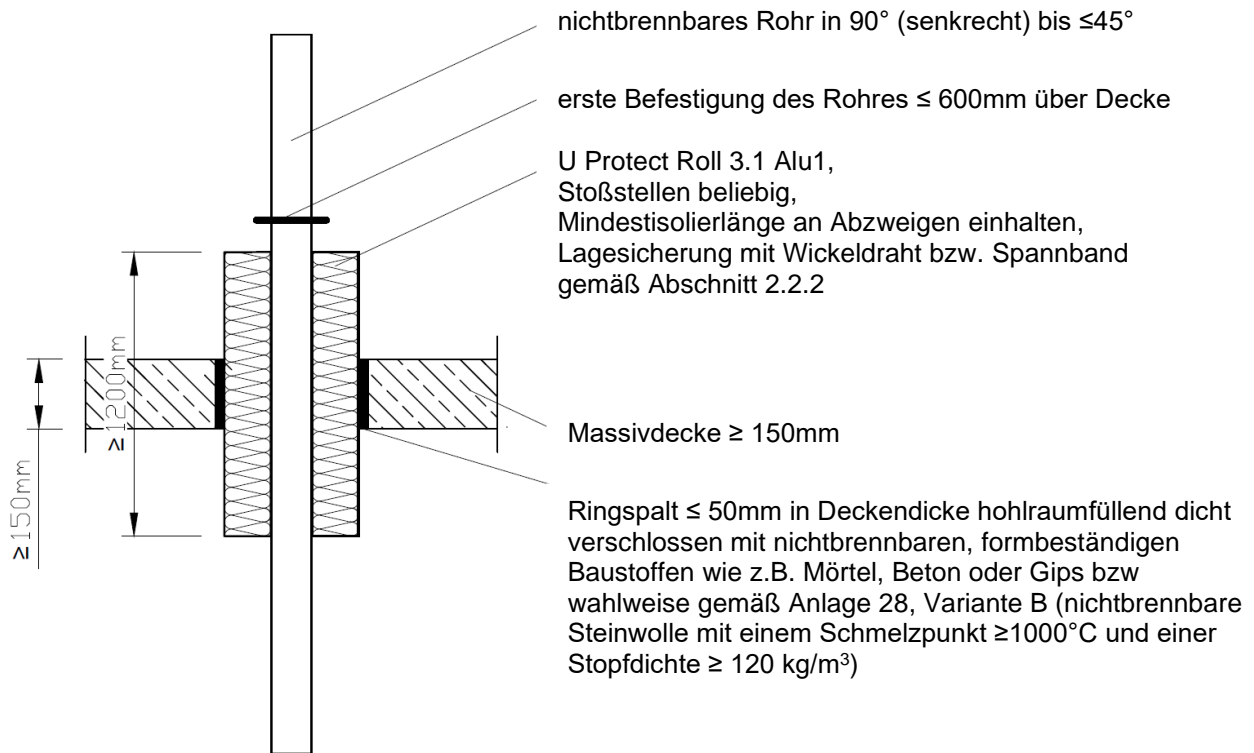 nichtbrennbares Rohr in 90° (senkrecht) bis ≤45°
erste Befestigung des Rohres ≤ 600mm über Decke
U Protect Roll 3.1 Alu1,
Stoßstellen beliebig,
Mindestisolierlänge an Abzweigen einhalten,
Lagesicherung mit Wickeldraht bzw. Spannband
gemäß Abschnitt 2.2.2
≥1200mm
≥150mm
Massivdecke ≥ 150mm
Ringspalt ≤ 50mm in Deckendicke hohlraumfüllend dicht
verschlossen mit nichtbrennbaren, formbeständigen
Baustoffen wie z.B. Mörtel, Beton oder Gips bzw
wahlweise gemäß Anlage 28, Variante B (nichtbrennbare
Steinwolle mit einem Schmelzpunkt ≥1000°C und einer
Stopfdichte ≥ 120 kg/m³)